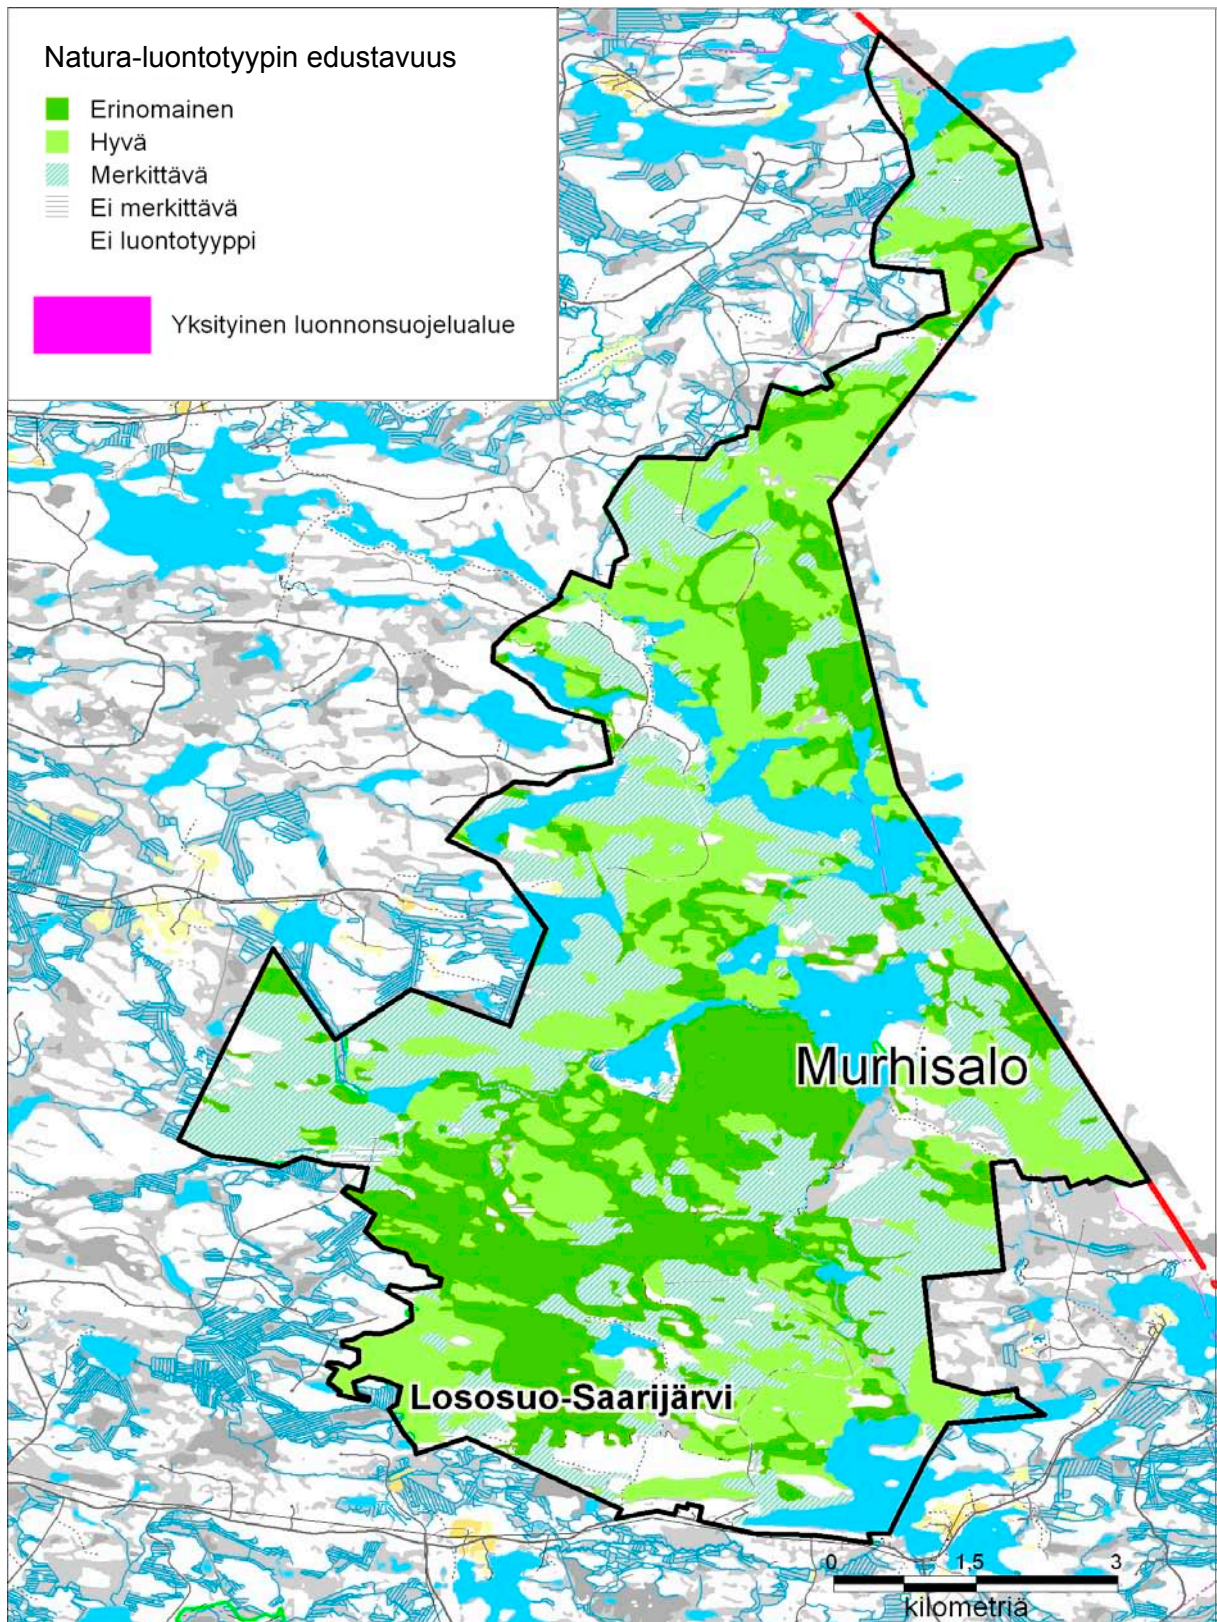 Natura-luontotyypin edustavuus
Erinomainen
Hyvä
Merkittävä
Ei merkittävä
Ei luontotyyppi
Yksityinen luonnonsuojelualue
Murhisalo
Lososuo-Saarijärvi
0 1.5 3
kilometriä